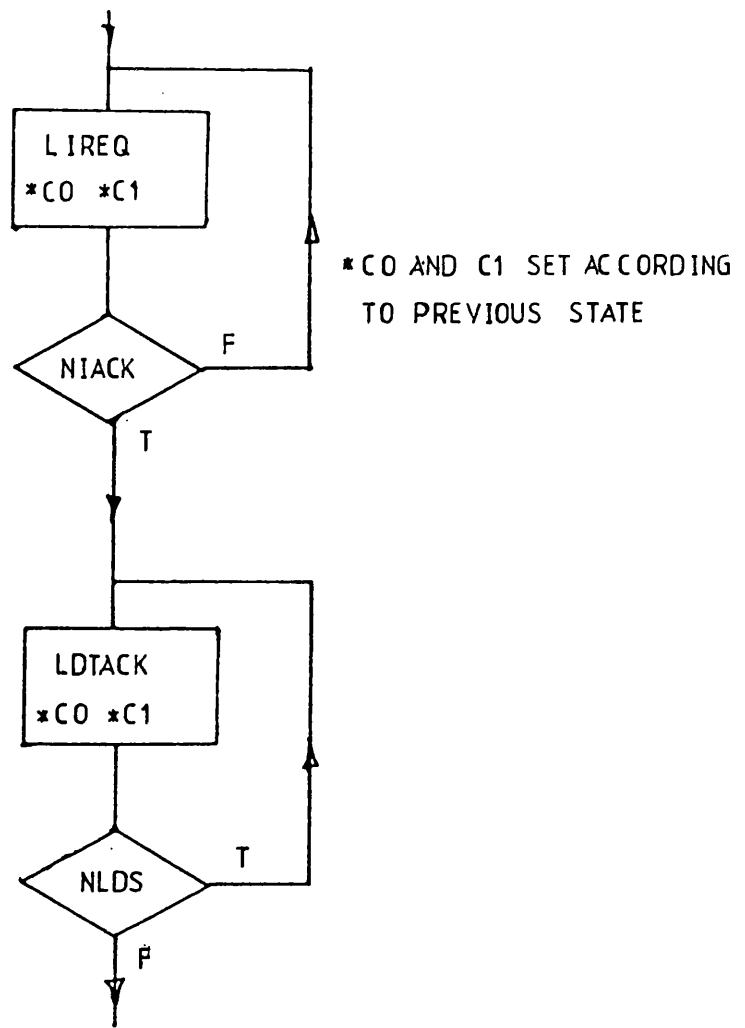 LIREQ
*C0 *C1
*C0 AND C1 SET ACCORDING
TO PREVIOUS STATE
NIACK
F
T
LDTACK
*C0 *C1
NLDS
T
F